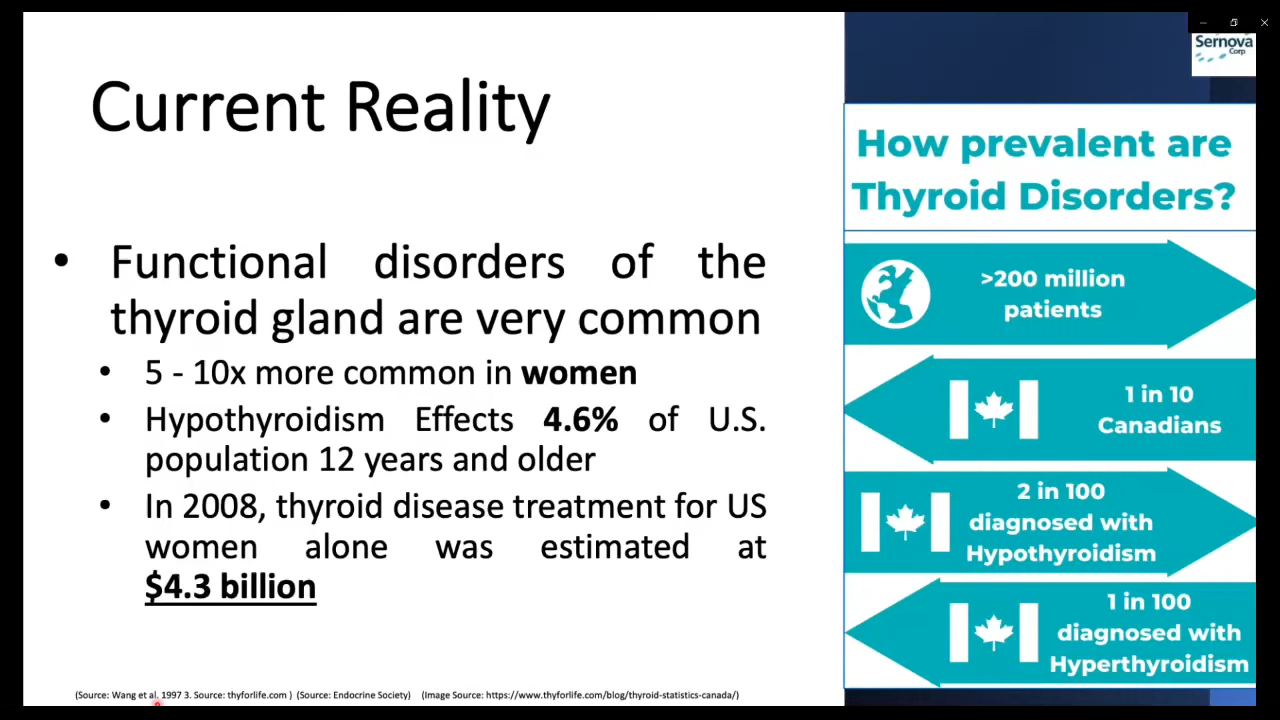 Current Reality
• Functional disorders of the
thyroid gland are very common
• 5 - 10x more common in women
• Hypothyroidism Effects 4.6% of U.S.
population 12 years and older
• In 2008, thyroid disease treatment for US
women alone was estimated at
$4.3 billion
(Source: Wang et al. 1997 3. Source: thyforlife.com ) (Source: Endocrine Society) (Image Source: https://www.thyforlife.com/blog/thyroid-statistics-canada/)
Sernova
Corp
How prevalent are
Thyroid Disorders?
>200 million
patients
1 in 10
Canadians
2 in 100
diagnosed with
Hypothyroidism
1 in 100
diagnosed with
Hyperthyroidism